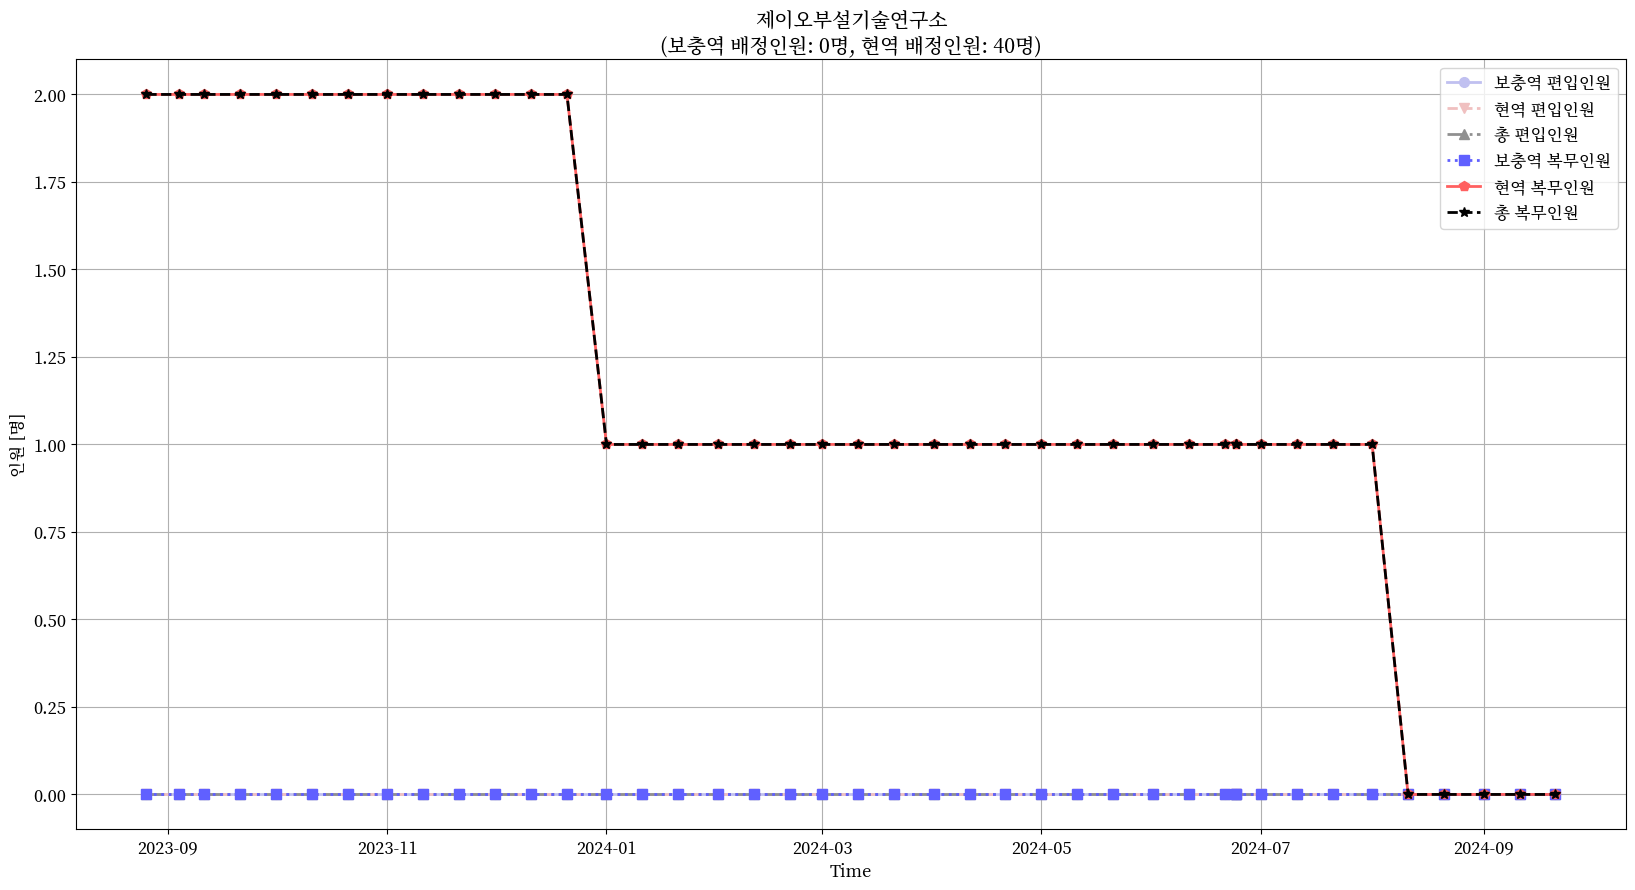 제이오부설기술연구소
(보충역 배정인원: 0명, 현역 배정인원: 40명)
보충역 편입인원
현역 편입인원
총 편입인원
보충역 복무인원
현역 복무인원
총 복무인원
인원 [명]
2.00
1.75
1.50
1.25
1.00
0.75
0.50
0.25
0.00
2023-09
2023-11
2024-01
2024-03
2024-05
2024-07
2024-09
Time